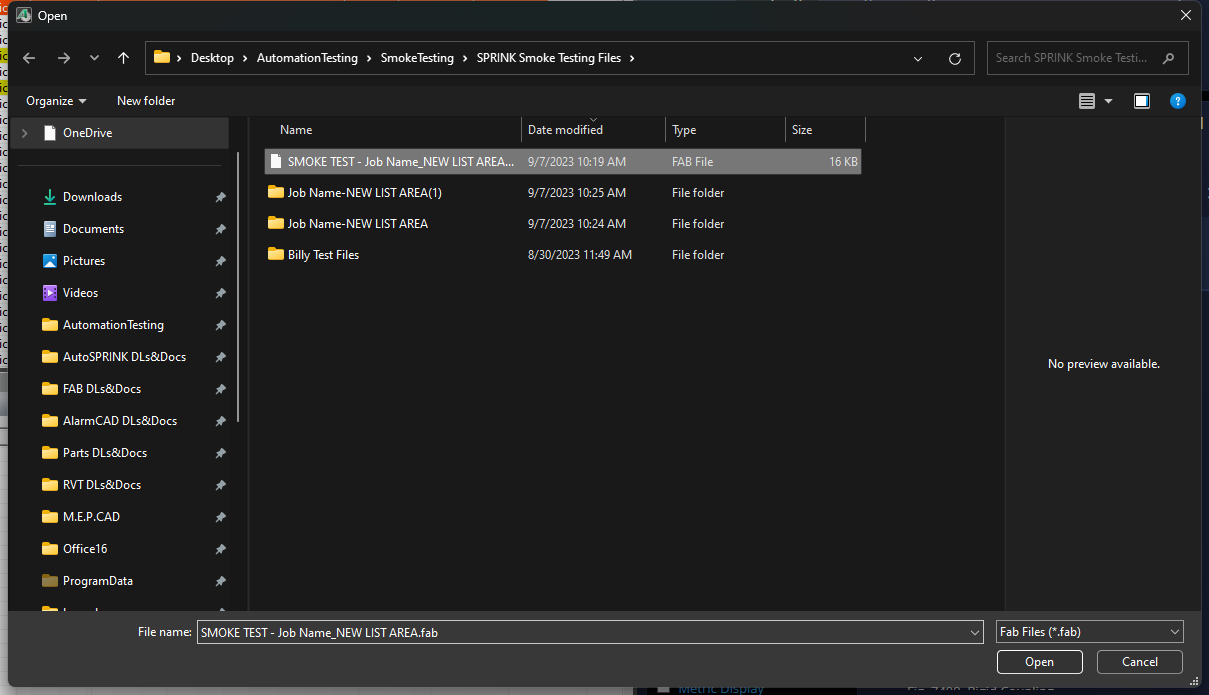 Open
Desktop > AutomationTesting > SmokeTesting > SPRINK Smoke Testing Files >
Search SPRINK Smoke Testi...
Organize
New folder
OneDrive
Downloads
Documents
Pictures
Videos
AutomationTesting
AutoSPRINK DLs&Docs
FAB DLs&Docs
AlarmCAD DLs&Docs
Parts DLs&Docs
RVT DLs&Docs
M.E.P.CAD
Office16
ProgramData
Name Date modified Type Size
SMOKE TEST - Job Name_NEW LIST AREA... 9/7/2023 10:19 AM FAB File 16 KB
Job Name-NEW LIST AREA(1) 9/7/2023 10:25 AM File folder
Job Name-NEW LIST AREA 9/7/2023 10:24 AM File folder
Billy Test Files 8/30/2023 11:49 AM File folder
No preview available.
File name: SMOKE TEST - Job Name_NEW LIST AREA.fab
Fab Files (*.fab)
Open
Cancel
Metric Display